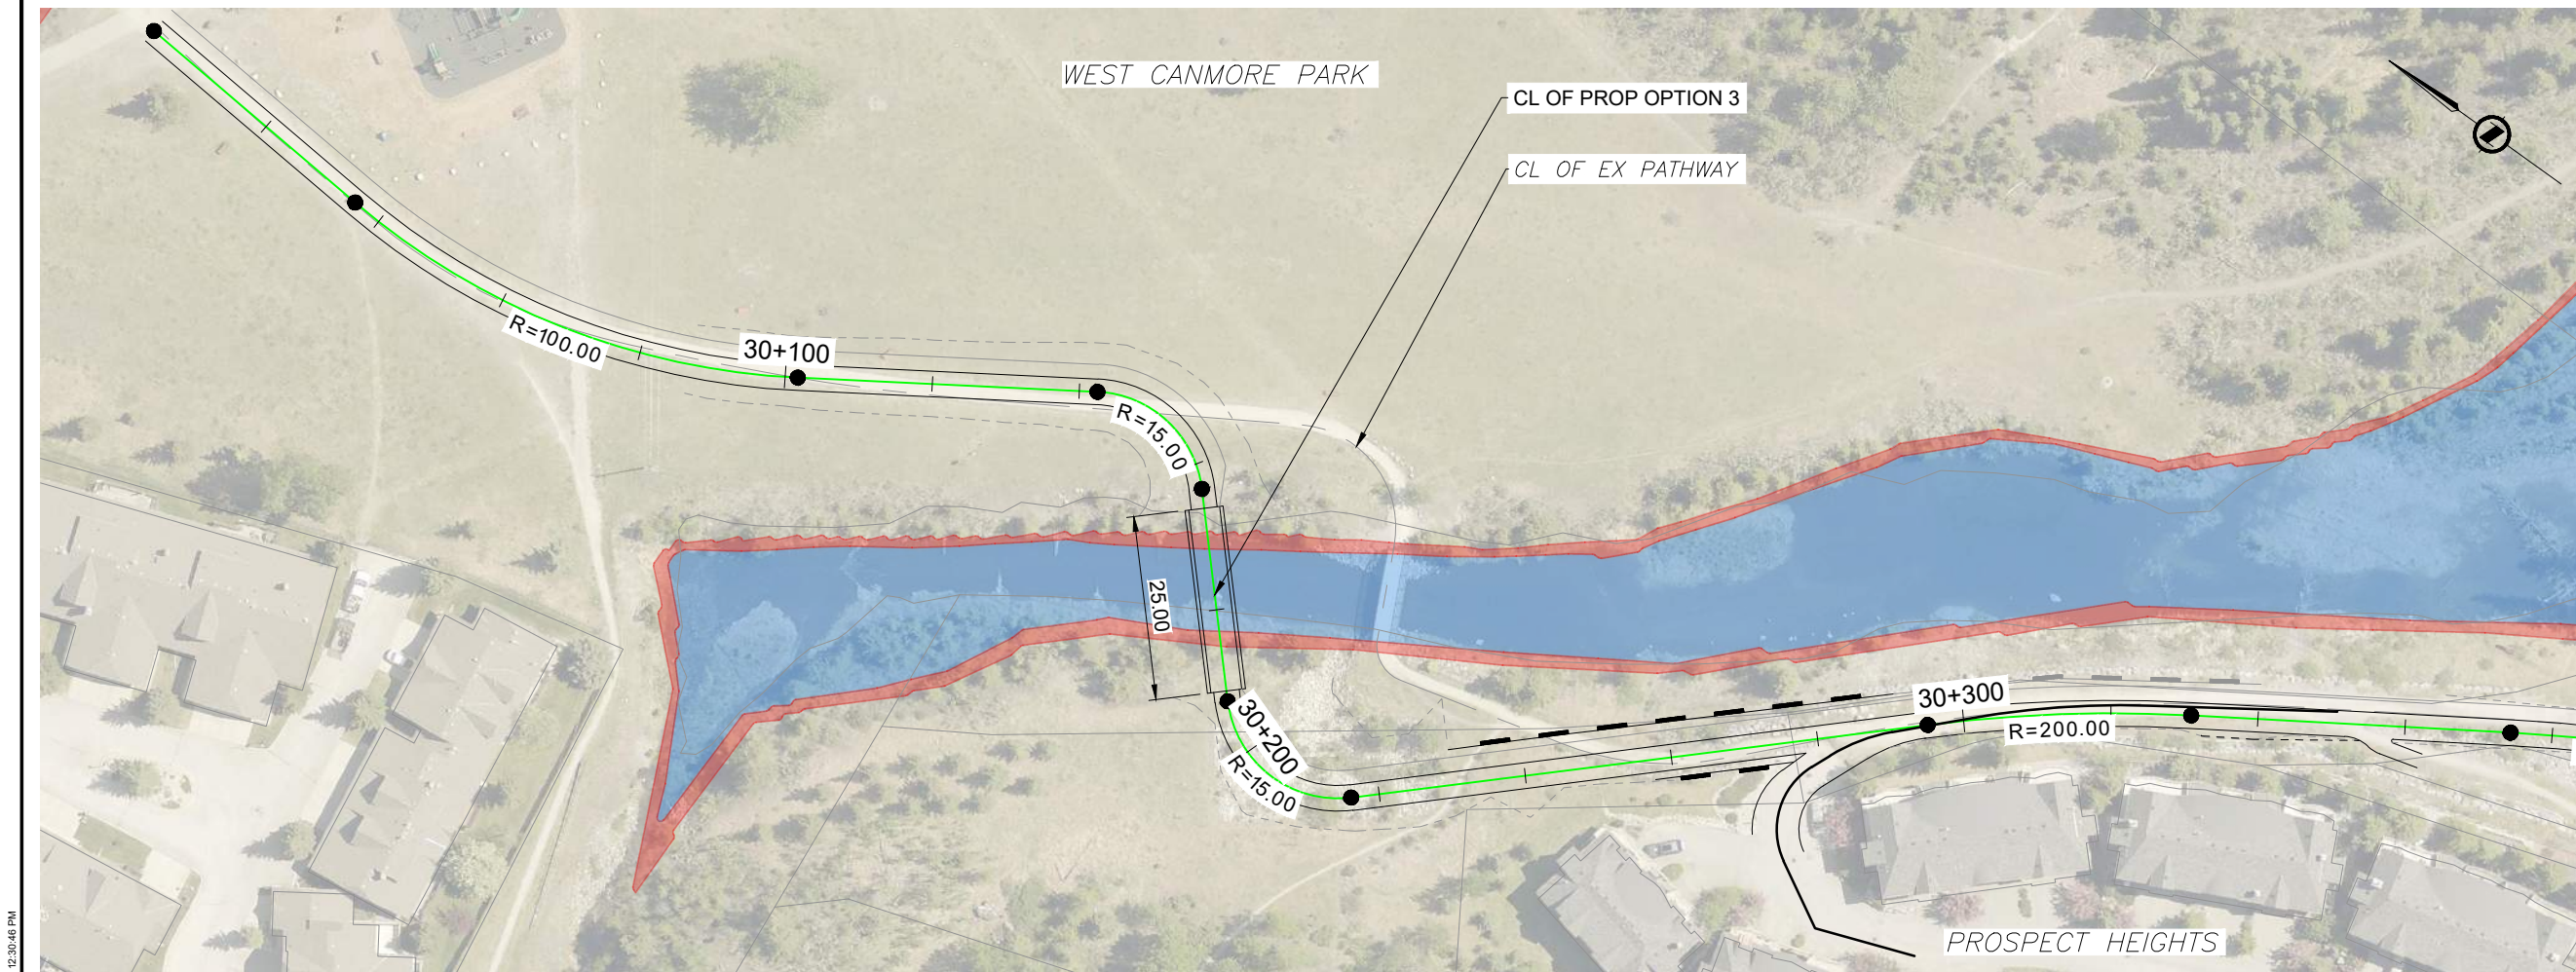 WEST CANMORE PARK
CL OF PROP OPTION 3
CL OF EX PATHWAY
R=100.00
30+100
R=15.00
25.00
30+200
R=15.00
30+300
R=200.00
PROSPECT HEIGHTS
12:30:46 PM